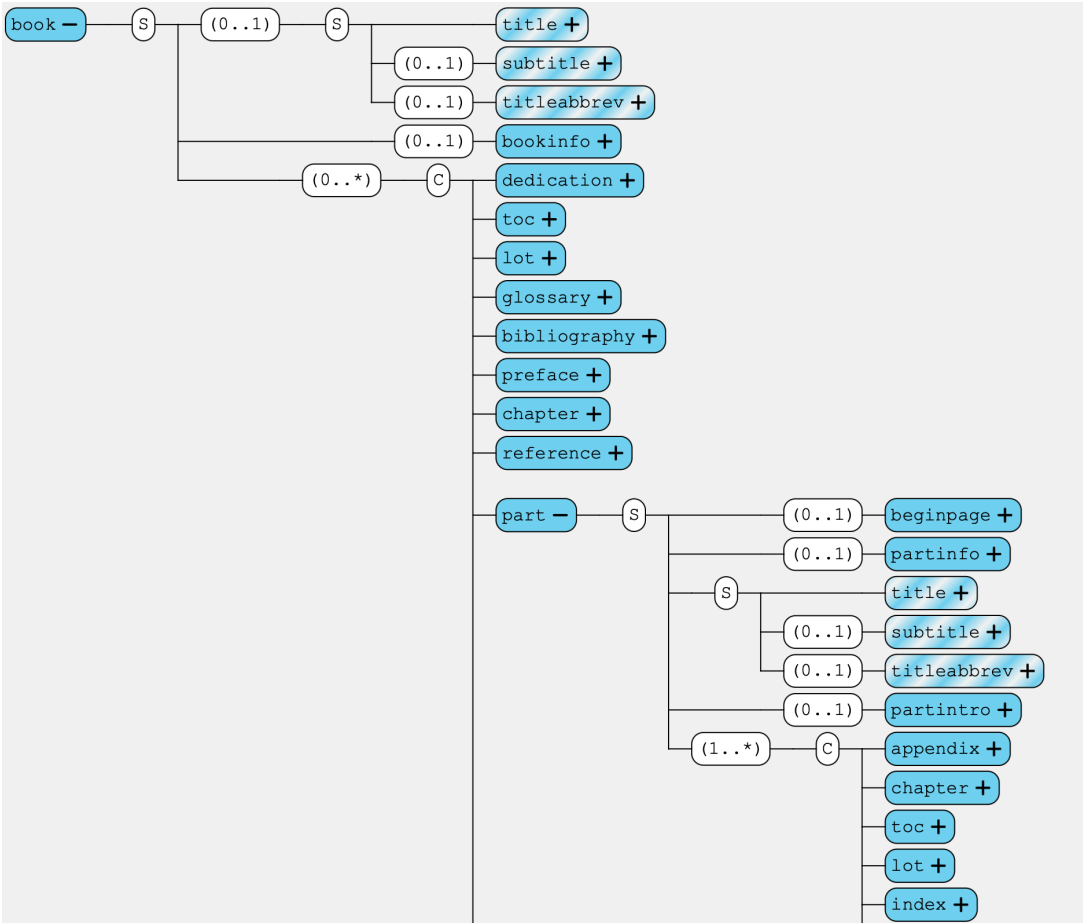 book − S (0..1) S title +
(0..1) subtitle +
(0..1) titleabbrev +
(0..1) bookinfo +
(0..*) C dedication +
toc +
lot +
glossary +
bibliography +
preface +
chapter +
reference +
part − S (0..1) beginpage +
(0..1) partinfo +
S title +
(0..1) subtitle +
(0..1) titleabbrev +
(0..1) partintro +
(1..*) C appendix +
chapter +
toc +
lot +
index +